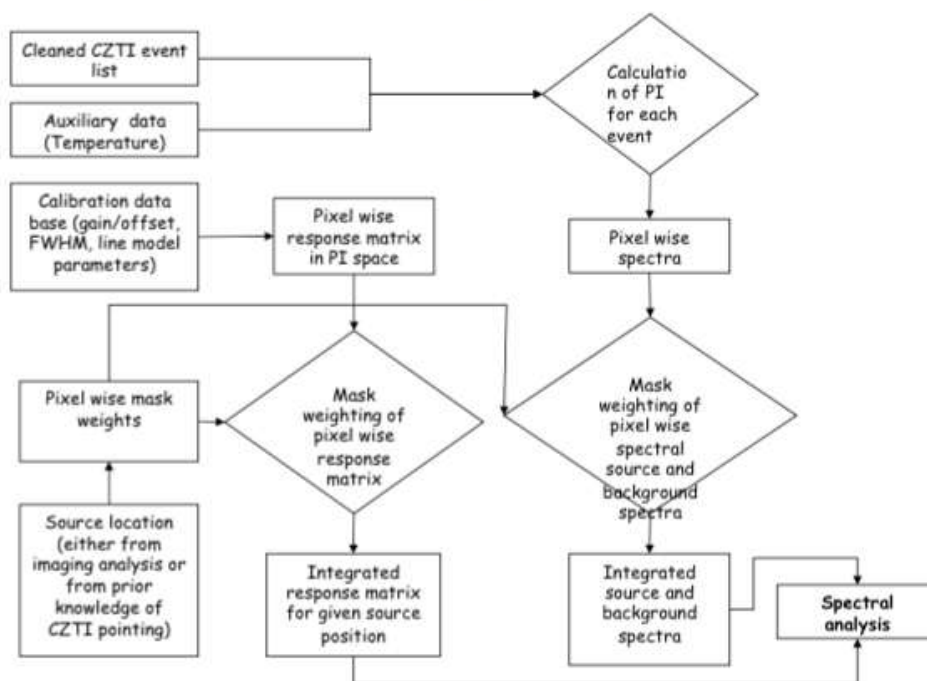 Cleaned CZTI event
list
Auxiliary data
(Temperature)
Calculatio
n of PI
for each
event
Calibration data
base (gain/offset,
FWHM, line model
parameters)
Pixel wise
response matrix
in PI space
Pixel wise
spectra
Pixel wise mask
weights
Mask
weighting of
pixel wise
response
matrix
Mask
weighting of
pixel wise
spectral
source and
background
spectra
Source location
(either from
imaging analysis or
from prior
knowledge of
CZTI pointing)
Integrated
response matrix
for given source
position
Integrated
source and
background
spectra
Spectral
analysis